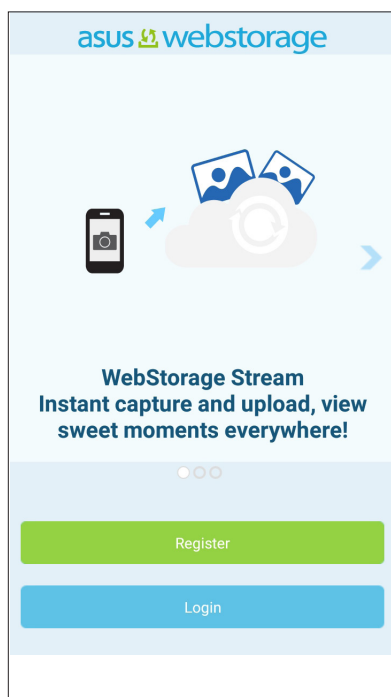 asus webstorage
WebStorage Stream
Instant capture and upload, view
sweet moments everywhere!
Register
Login